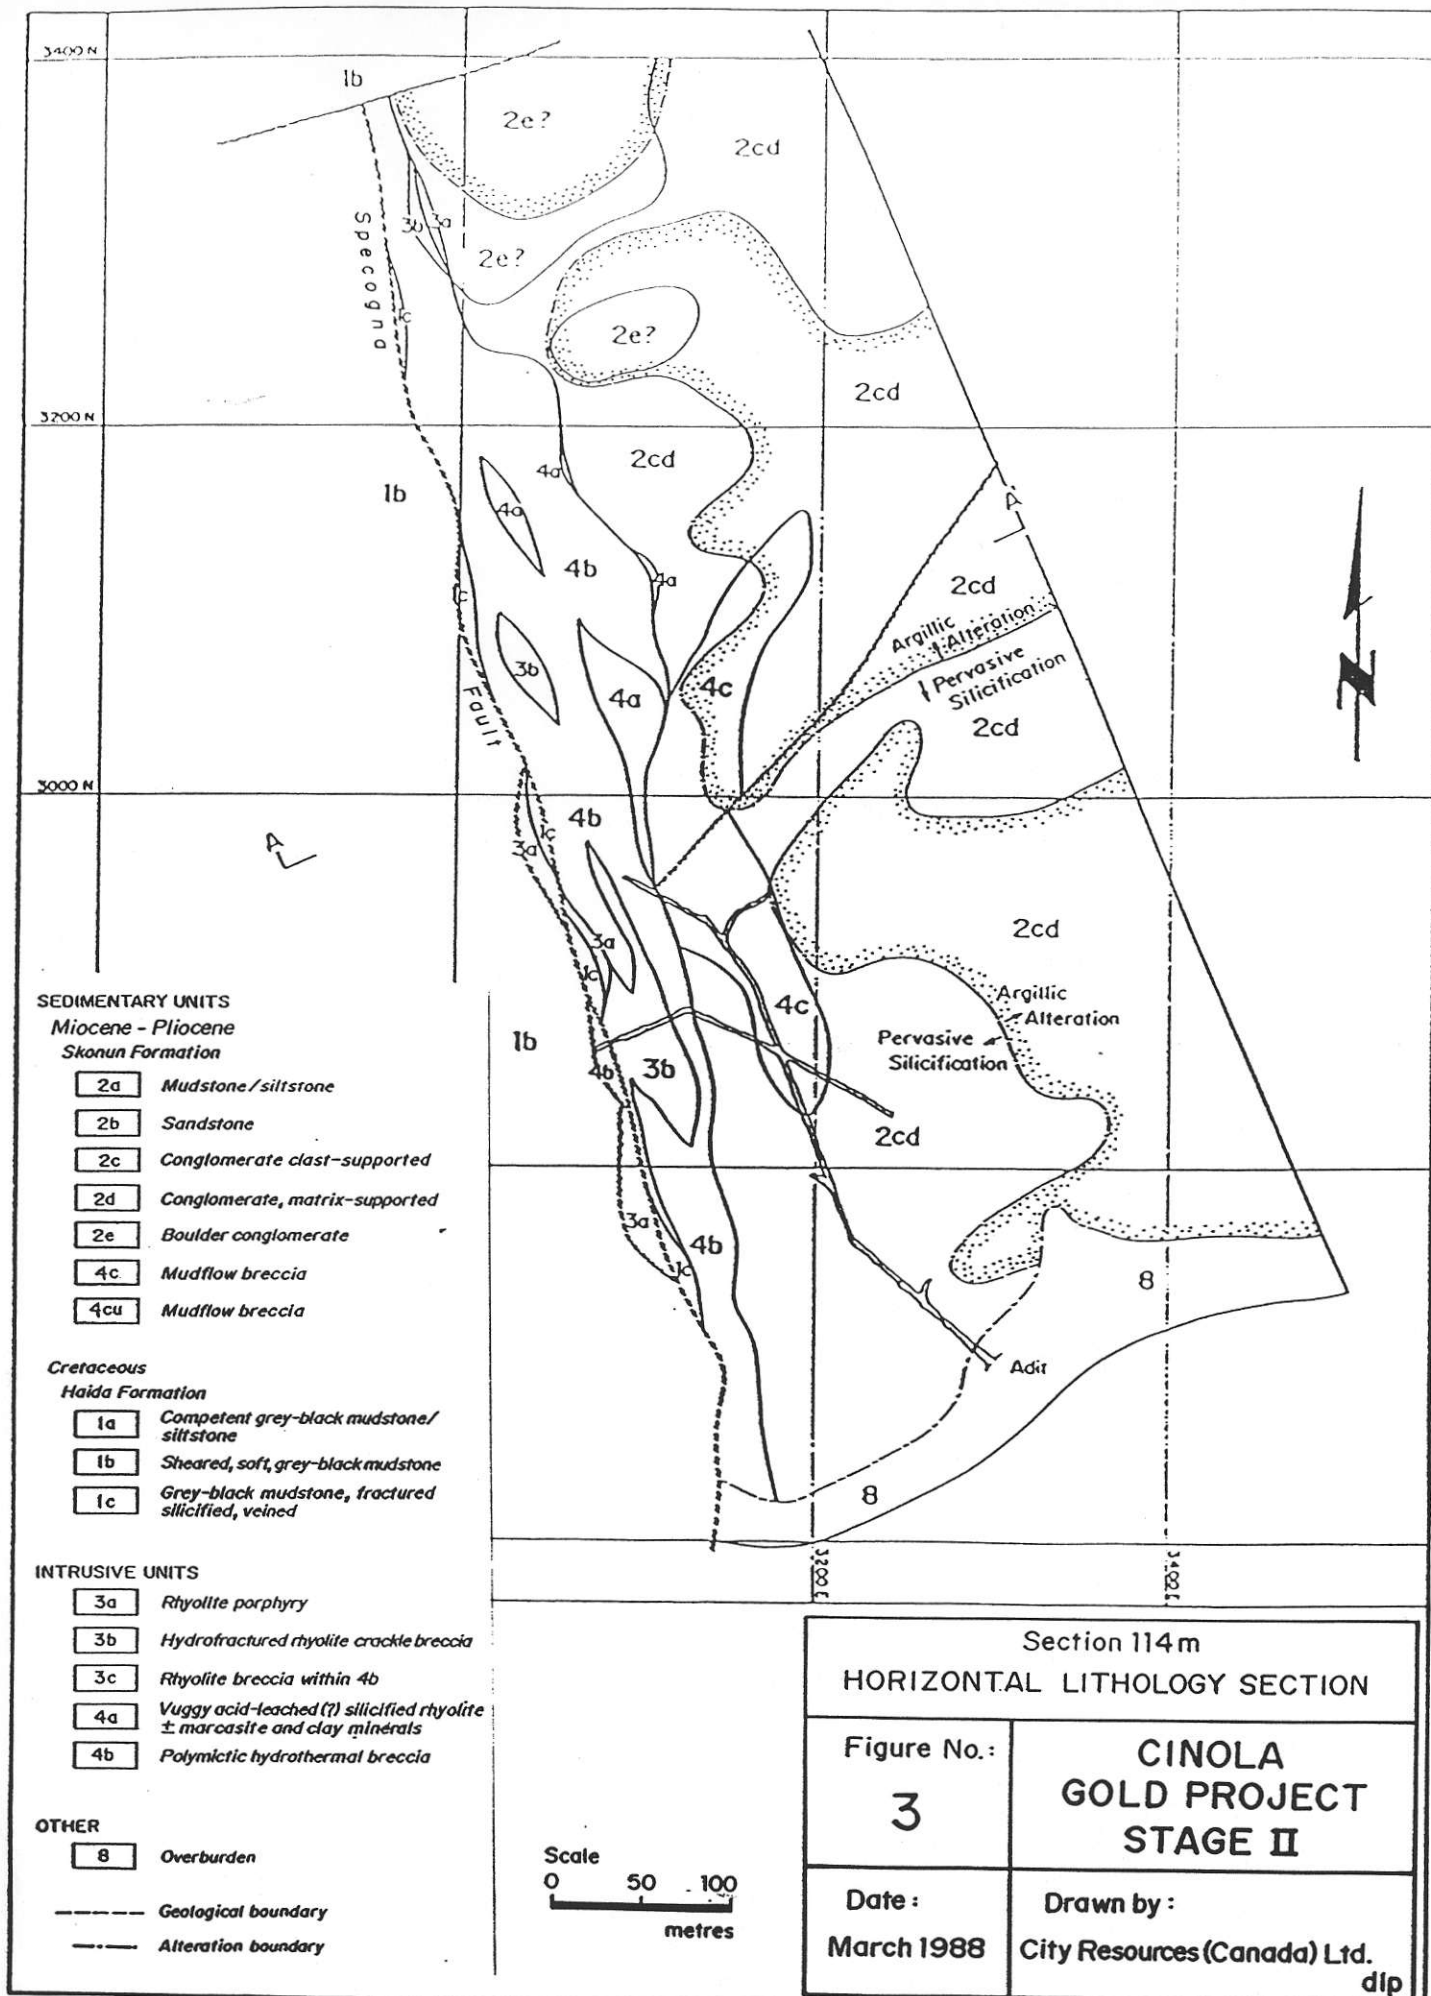 3400 N
1b
2e?
2cd
3b
3a
2e?
Specogna
1c
2e?
2cd
3200 N
2cd
4a
1b
4a
A
4b
4a
2cd
1c
Argillic
Alteration
3b
Pervasive
Silicification
4a
4c
Fault
2cd
3000 N
4b
1c
3a
A
2cd
3a
1c
Argillic
Alteration
4c
Pervasive
Silicification
1b
3b
4b
2cd
3a
4b
1c
8
Adit
8
3200 E
3400 E
SEDIMENTARY UNITS
Miocene - Pliocene
Skonun Formation
2a Mudstone/siltstone
2b Sandstone
2c Conglomerate clast-supported
2d Conglomerate, matrix-supported
2e Boulder conglomerate
4c Mudflow breccia
4cu Mudflow breccia
Cretaceous
Haida Formation
1a Competent grey-black mudstone/
siltstone
1b Sheared, soft, grey-black mudstone
1c Grey-black mudstone, fractured
silicified, veined
INTRUSIVE UNITS
3a Rhyolite porphyry
3b Hydrofractured rhyolite crackle breccia
3c Rhyolite breccia within 4b
4a Vuggy acid-leached (?) silicified rhyolite
± marcasite and clay minerals
4b Polymictic hydrothermal breccia
OTHER
8 Overburden
Geological boundary
Alteration boundary
Scale
0 50 100
metres
N
Section 114m
HORIZONTAL LITHOLOGY SECTION
Figure No.:
3
CINOLA
GOLD PROJECT
STAGE II
Date:
March 1988
Drawn by:
City Resources (Canada) Ltd.
dlp